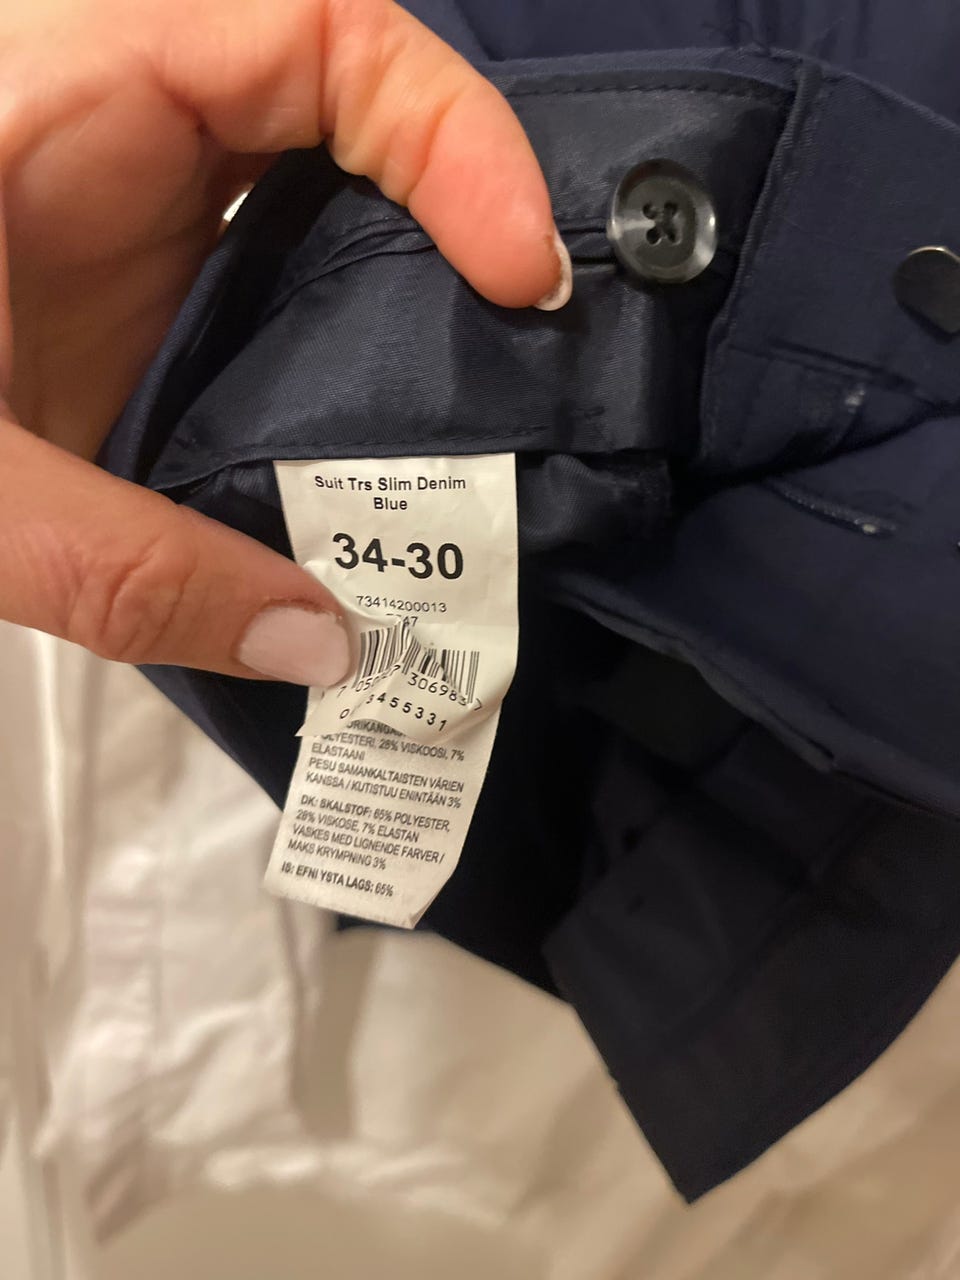 Suit Trs Slim Denim
Blue
34-30
73414200013
30698
3455331
POLYESTERI, 28% VISKOOSI, 7%
ELASTAANI
PESU SAMANKALTAISTEN VÄRIEN
KANSSA / KUTISTUU ENINTÄÄN 3%
DK: SKALSTOF: 65% POLYESTER,
28% VISKOSE, 7% ELASTAN
VASKES MED LIGNENDE FARVER /
MAKS KRYMPNING 3%
IS: EFNI YSTA LAGS: 65%